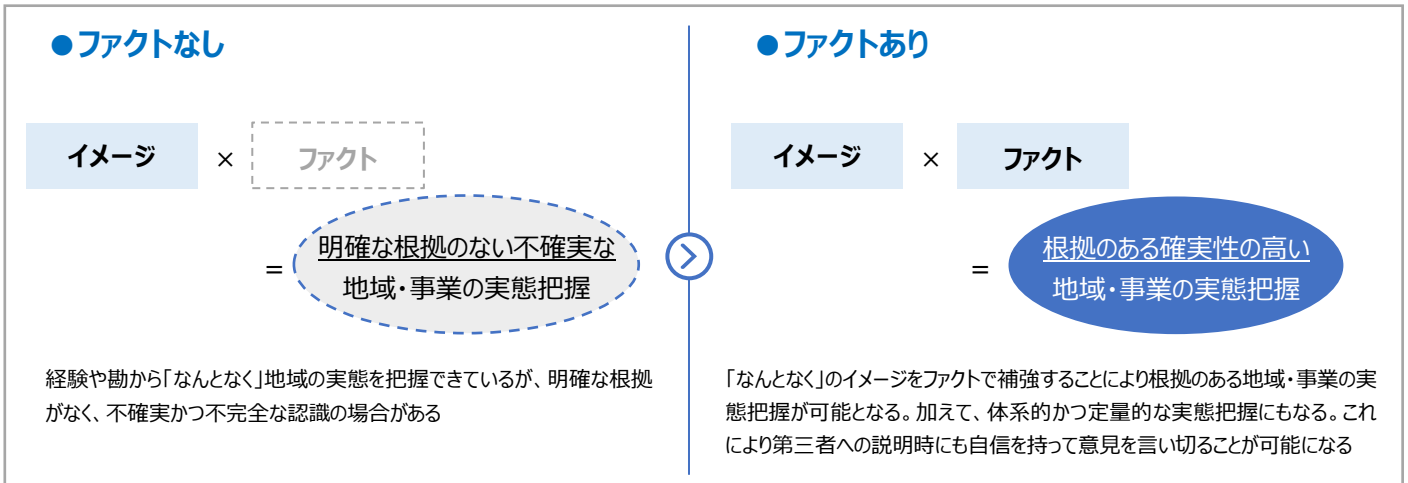 ●ファクトなし
イメージ × ファクト
=
明確な根拠のない不確実な
地域・事業の実態把握
経験や勘から「なんとなく」地域の実態を把握できているが、明確な根拠
がなく、不確実かつ不完全な認識の場合がある
●ファクトあり
イメージ × ファクト
=
根拠のある確実性の高い
地域・事業の実態把握
「なんとなく」のイメージをファクトで補強することにより根拠のある地域・事業の実
態把握が可能となる。加えて、体系的かつ定量的な実態把握にもなる。これ
により第三者への説明時にも自信を持って意見を言い切ることが可能になる